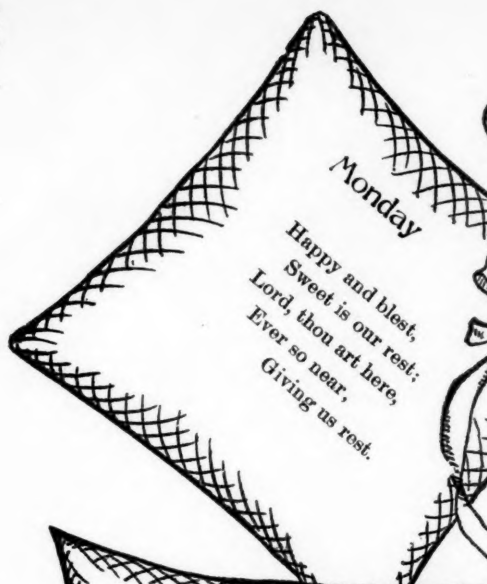 Monday
Happy and blest,
Sweet is our rest;
Lord, thou art here,
Ever so near,
Giving us rest.